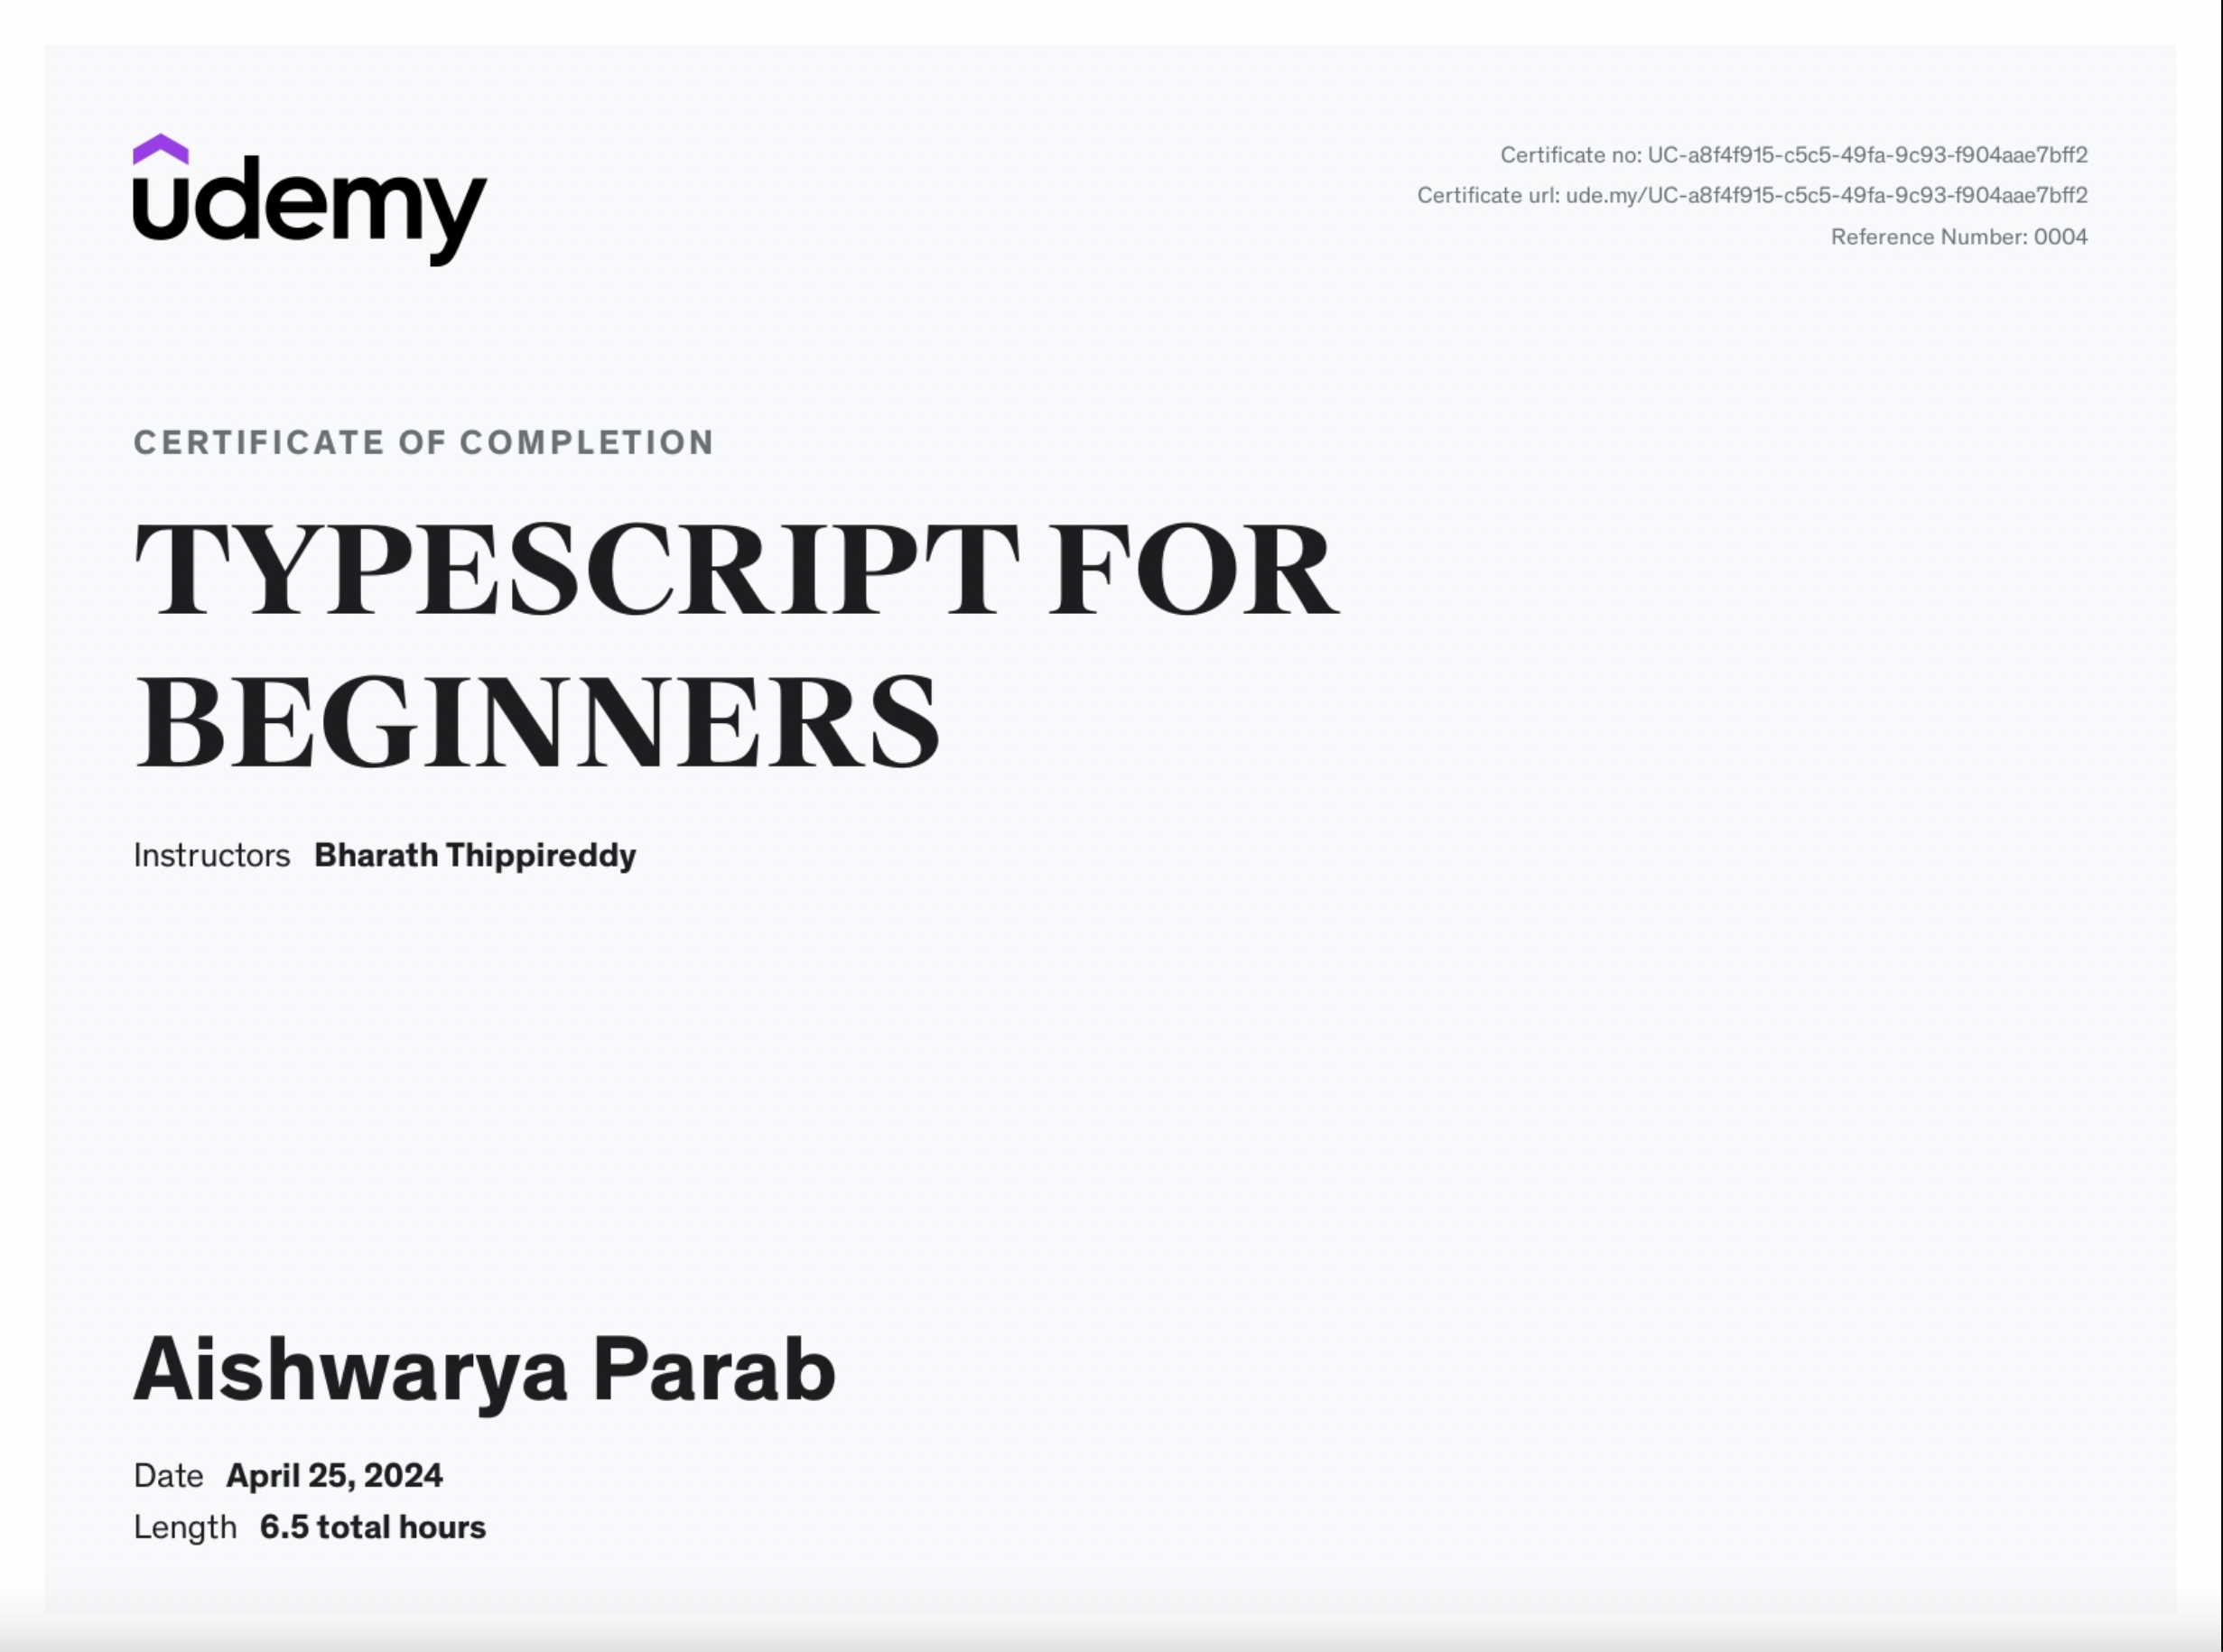 udemy
Certificate no: UC-a8f4f915-c5c5-49fa-9c93-f904aae7bff2
Certificate url: ude.my/UC-a8f4f915-c5c5-49fa-9c93-f904aae7bff2
Reference Number: 0004
CERTIFICATE OF COMPLETION
TYPESCRIPT FOR
BEGINNERS
Instructors Bharath Thippireddy
Aishwarya Parab
Date April 25, 2024
Length 6.5 total hours